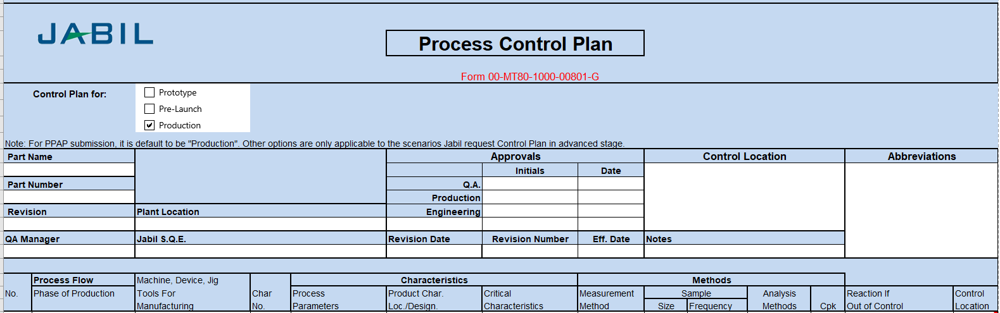 JABIL
Process Control Plan
Form 00-MT80-1000-00801-G
Control Plan for:
Prototype
Pre-Launch
Production
Note: For PPAP submission, it is default to be "Production". Other options are only applicable to the scenarios Jabil request Control Plan in advanced stage.
Part Name Approvals Control Location Abbreviations
Initials Date
Part Number Q.A.
Production
Revision Plant Location Engineering
QA Manager Jabil S.Q.E. Revision Date Revision Number Eff. Date Notes
Process Flow Machine, Device, Jig Characteristics Methods
No. Phase of Production Tools For Char Process Product Char. Critical Measurement Sample Analysis Reaction If Control
Manufacturing No. Parameters Loc./Design. Characteristics Method Size Frequency Methods Cpk Out of Control Location